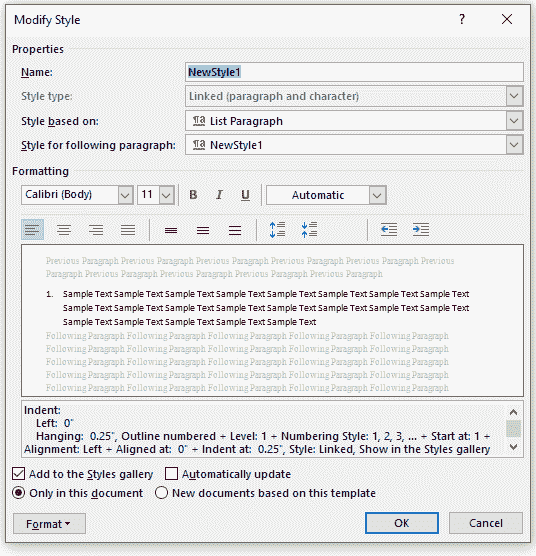 Modify Style ? ×
Properties
Name: NewStyle1
Style type: Linked (paragraph and character)
Style based on: ¶a List Paragraph
Style for following paragraph: ¶a NewStyle1
Formatting
Calibri (Body) 11 B I U Automatic
Previous Paragraph Previous Paragraph Previous Paragraph Previous Paragraph Previous Paragraph Previous
Paragraph Previous Paragraph Previous Paragraph Previous Paragraph Previous Paragraph
1. Sample Text Sample Text Sample Text Sample Text Sample Text Sample Text Sample Text Sample Text
Sample Text Sample Text Sample Text Sample Text Sample Text Sample Text Sample Text Sample Text
Sample Text Sample Text Sample Text Sample Text Sample Text
Following Paragraph Following Paragraph Following Paragraph Following Paragraph Following Paragraph
Following Paragraph Following Paragraph Following Paragraph Following Paragraph Following Paragraph
Following Paragraph Following Paragraph Following Paragraph Following Paragraph Following Paragraph
Following Paragraph Following Paragraph Following Paragraph Following Paragraph Following Paragraph
Following Paragraph Following Paragraph Following Paragraph Following Paragraph Following Paragraph
Indent:
Left: 0"
Hanging: 0.25", Outline numbered + Level: 1 + Numbering Style: 1, 2, 3, ... + Start at: 1 +
Alignment: Left + Aligned at: 0" + Indent at: 0.25", Style: Linked, Show in the Styles gallery
Add to the Styles gallery Automatically update
Only in this document New documents based on this template
Format OK Cancel